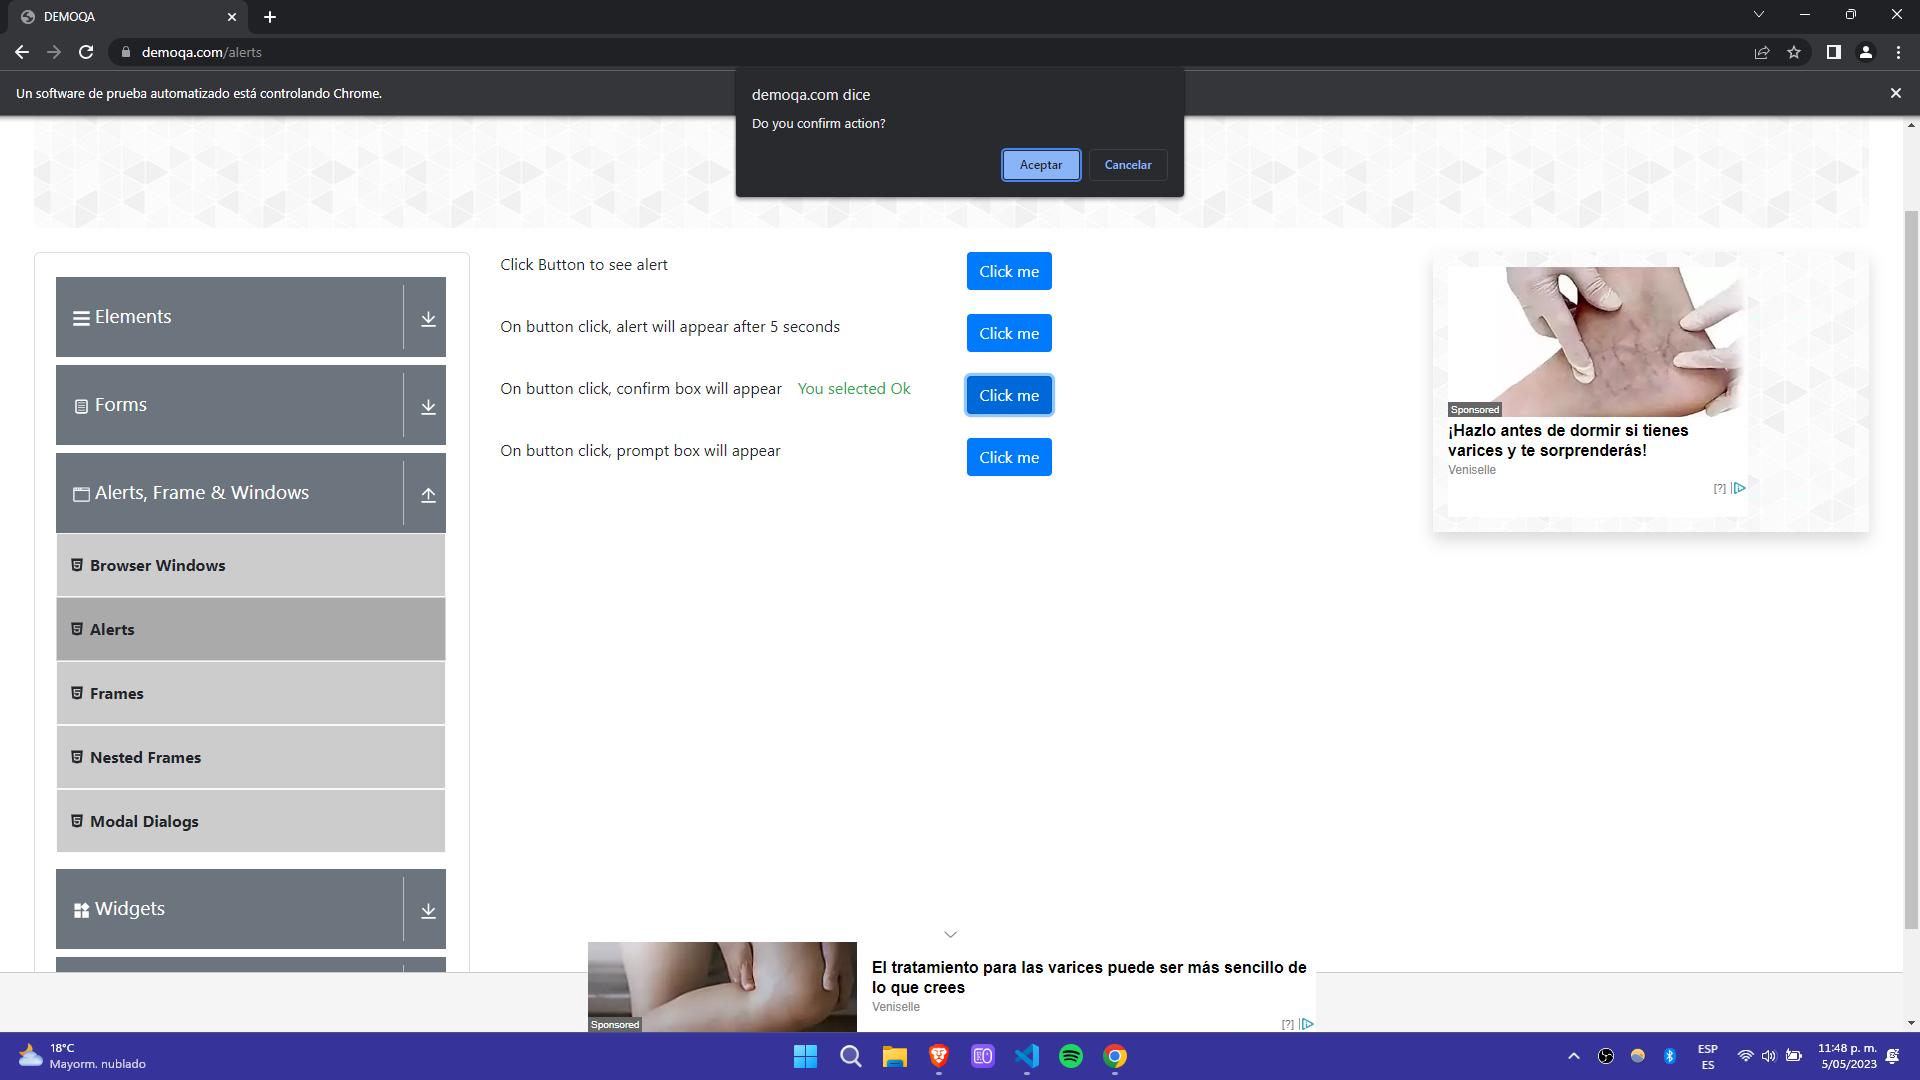 DEMOQA
demoqa.com/alerts
Un software de prueba automatizado está controlando Chrome.
demoqa.com dice
Do you confirm action?
Aceptar
Cancelar
Elements
Forms
Alerts, Frame & Windows
Browser Windows
Alerts
Frames
Nested Frames
Modal Dialogs
Widgets
Click Button to see alert
Click me
On button click, alert will appear after 5 seconds
Click me
On button click, confirm box will appear You selected Ok
Click me
On button click, prompt box will appear
Click me
Sponsored
¡Hazlo antes de dormir si tienes
varices y te sorprenderás!
Veniselle
[?]
El tratamiento para las varices puede ser más sencillo de
lo que crees
Veniselle
Sponsored
[?]
18°C
Mayorm. nublado
ESP
ES
11:48 p. m.
5/05/2023